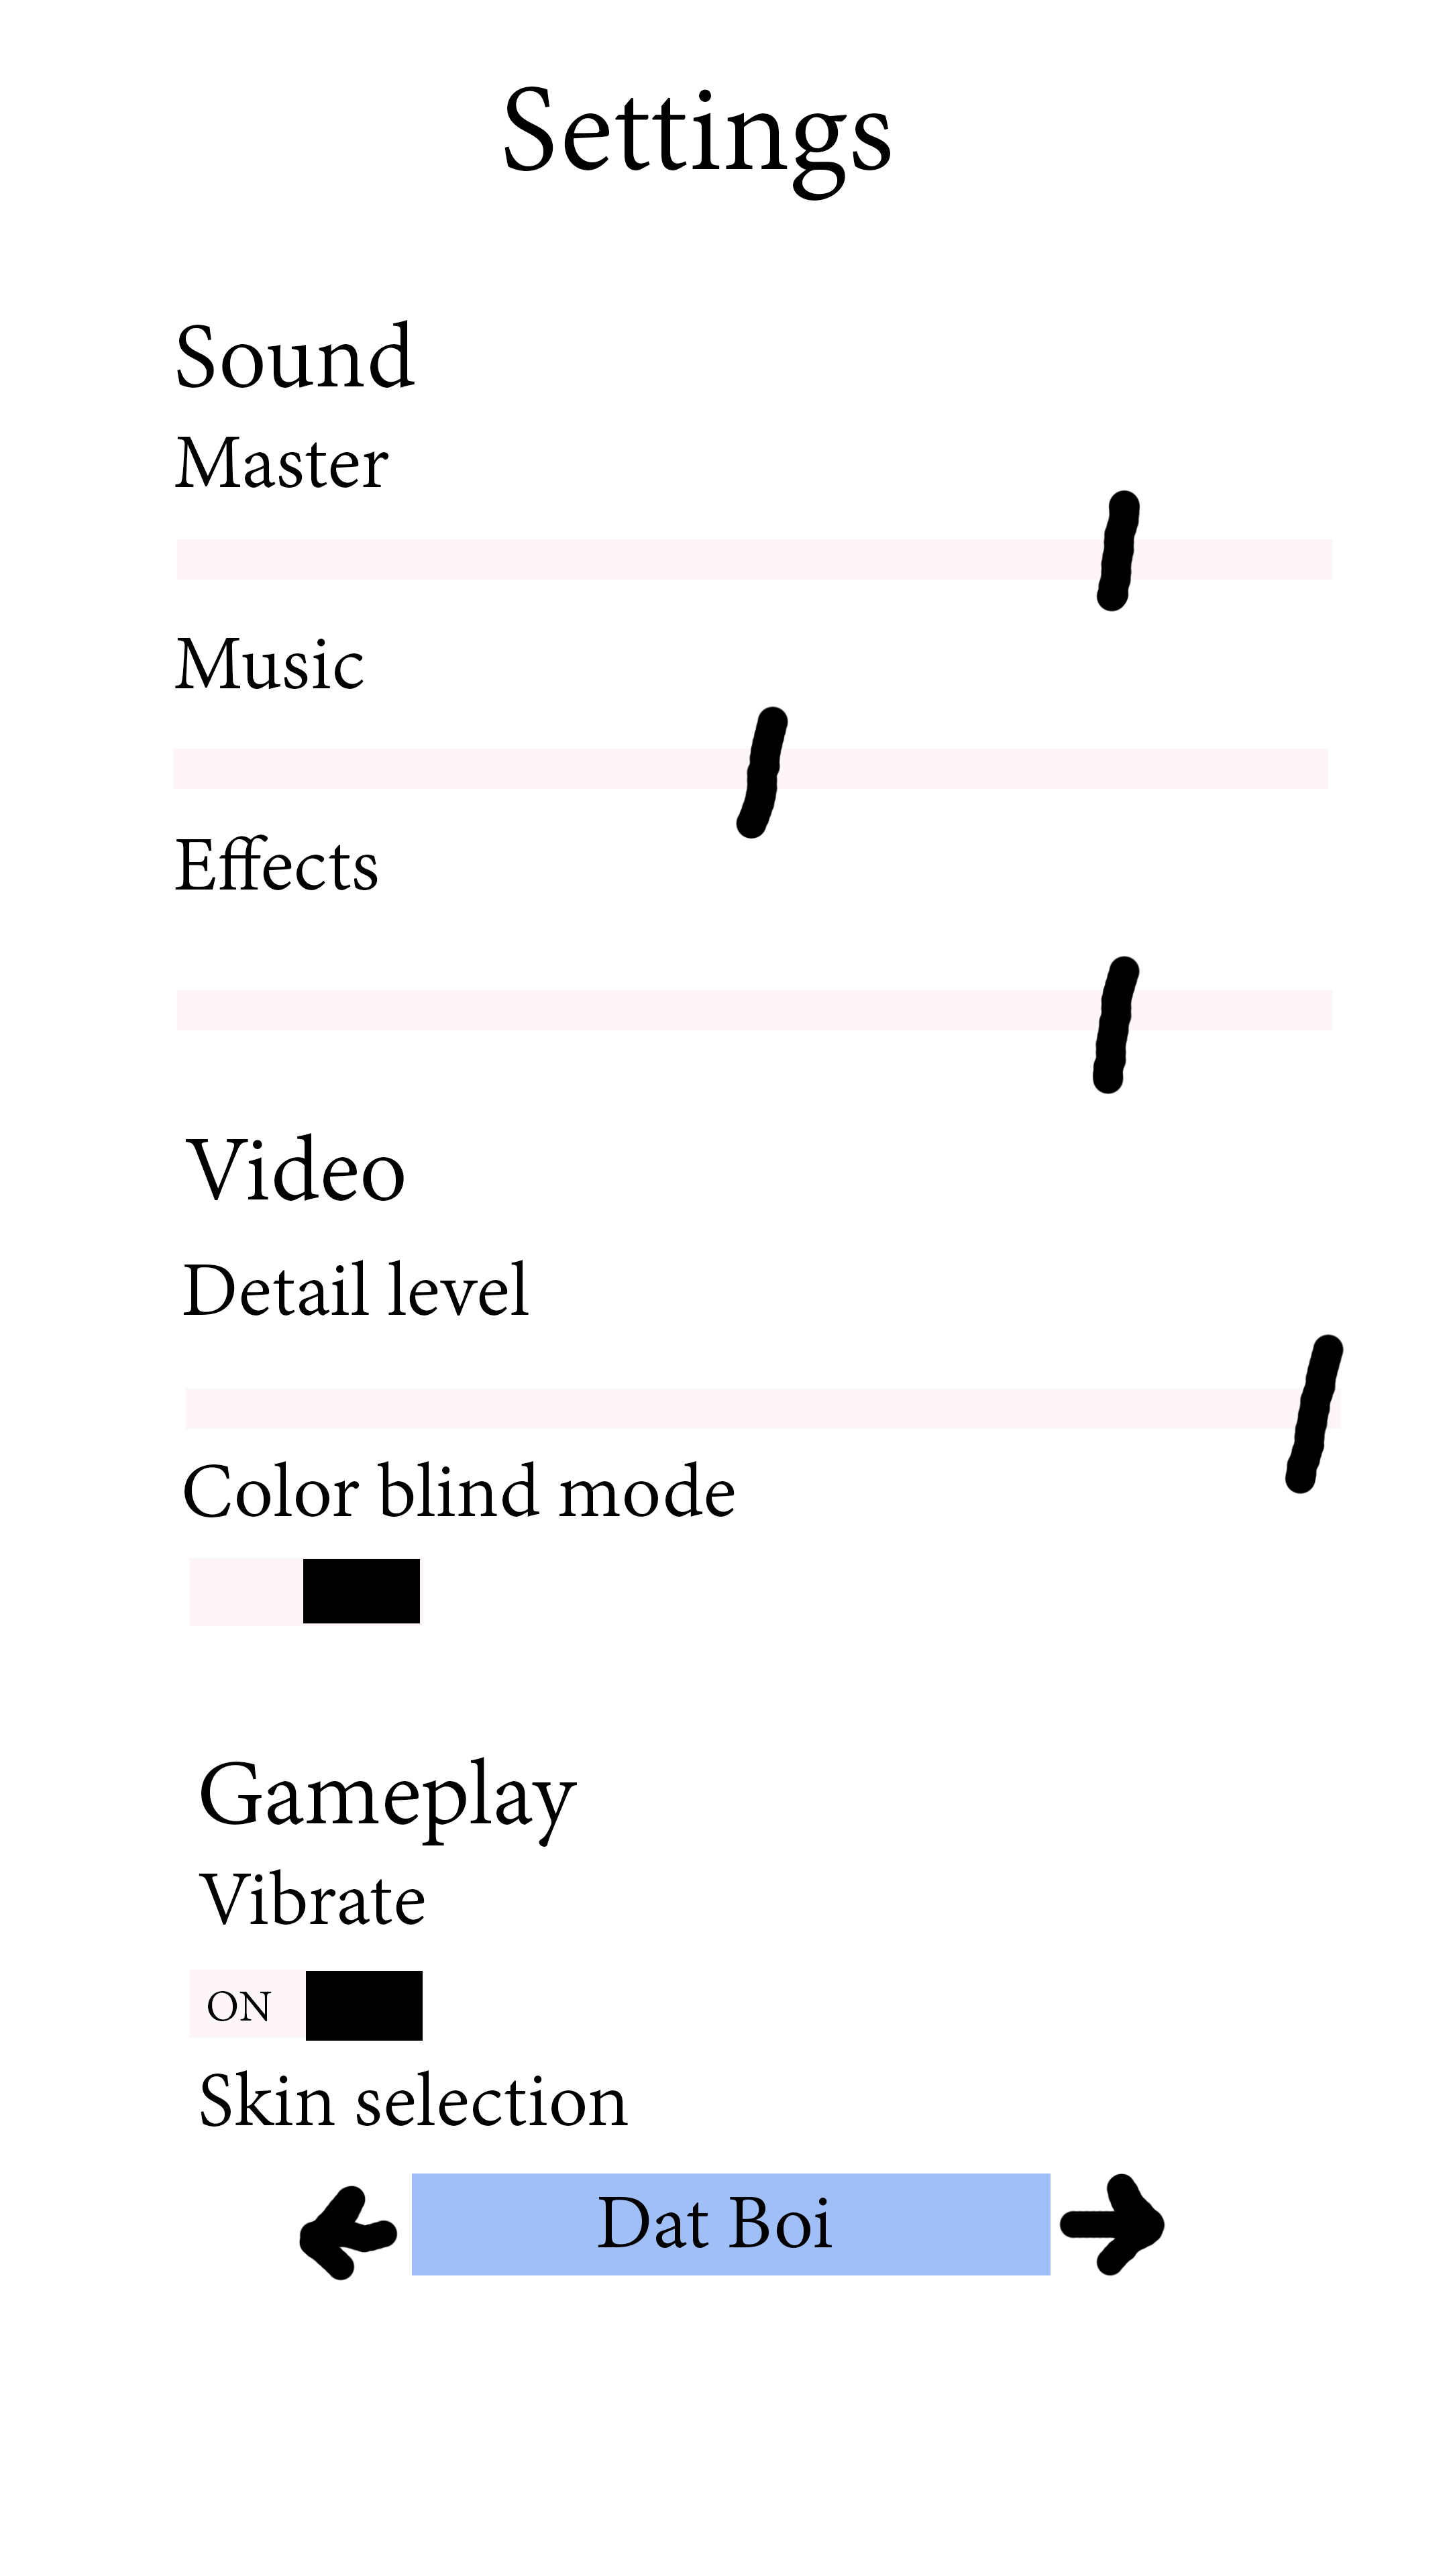 Settings
Sound
Master
Music
Effects
Video
Detail level
Color blind mode
Gameplay
Vibrate
ON
Skin selection
Dat Boi